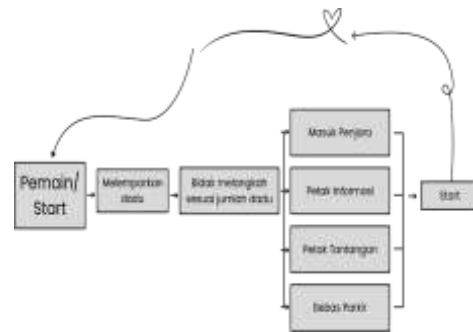 Masuk Penjara
Pemain/
Start
Melemparkan
dadu
Bidak melangkah
sesuai jumlah dadu
Petak Informasi
Start
Petak Tantangan
Bebas Parkir